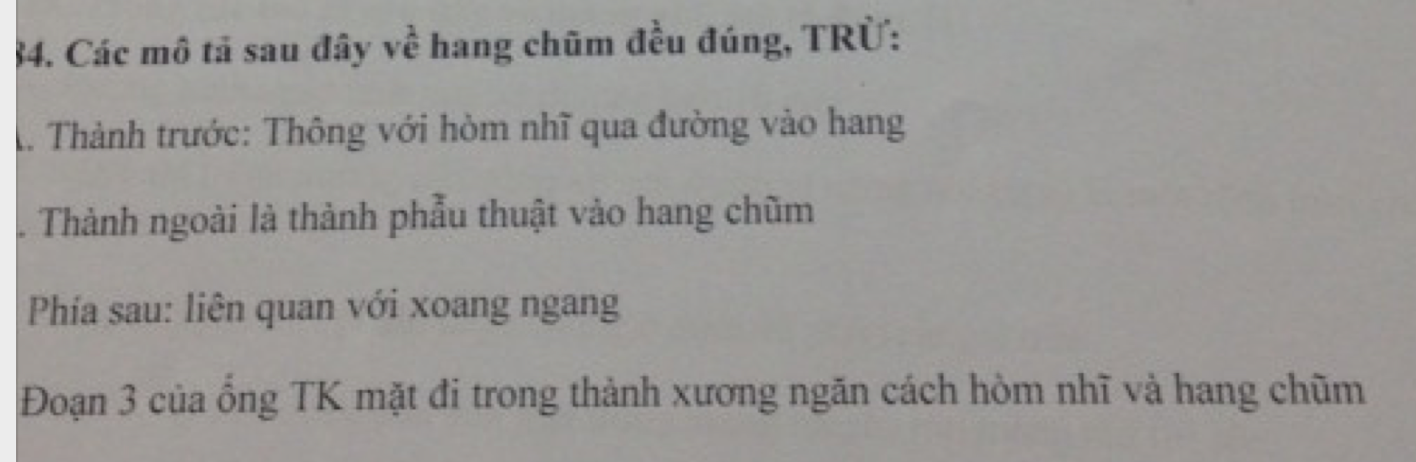 34. Các mô tả sau đây về hang chũm đều đúng, TRỪ:
. Thành trước: Thông với hòm nhĩ qua đường vào hang
. Thành ngoài là thành phẫu thuật vào hang chũm
Phía sau: liên quan với xoang ngang
Đoạn 3 của ống TK mặt đi trong thành xương ngăn cách hòm nhĩ và hang chũm